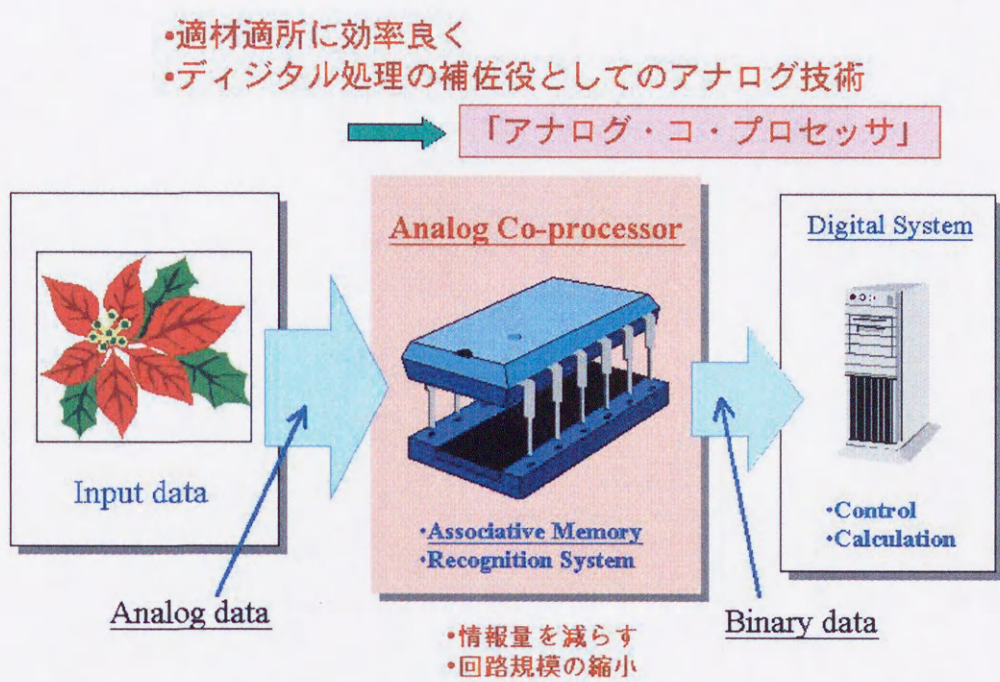 •適材適所に効率良く
•ディジタル処理の補佐役としてのアナログ技術
「アナログ・コ・プロセッサ」
Analog Co-processor
Digital System
Input data
•Associative Memory
•Recognition System
•Control
•Calculation
Analog data
Binary data
•情報量を減らす
•回路規模の縮小